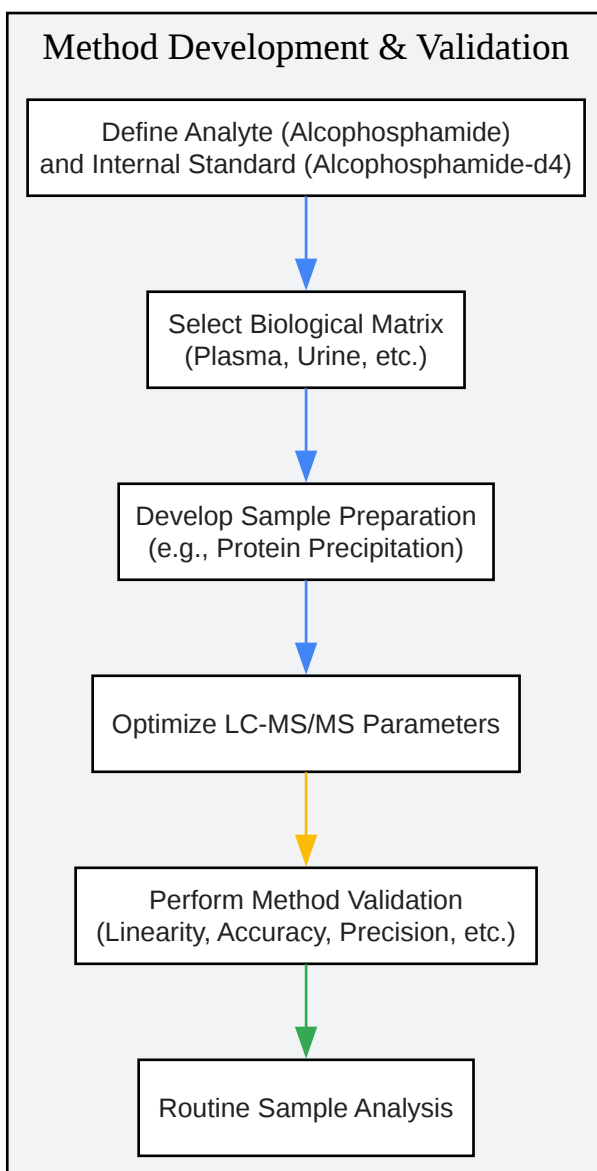 Method Development & Validation
Define Analyte (Alcophosphamide)
and Internal Standard (Alcophosphamide-d4)
Select Biological Matrix
(Plasma, Urine, etc.)
Develop Sample Preparation
(e.g., Protein Precipitation)
Optimize LC-MS/MS Parameters
Perform Method Validation
(Linearity, Accuracy, Precision, etc.)
Routine Sample Analysis